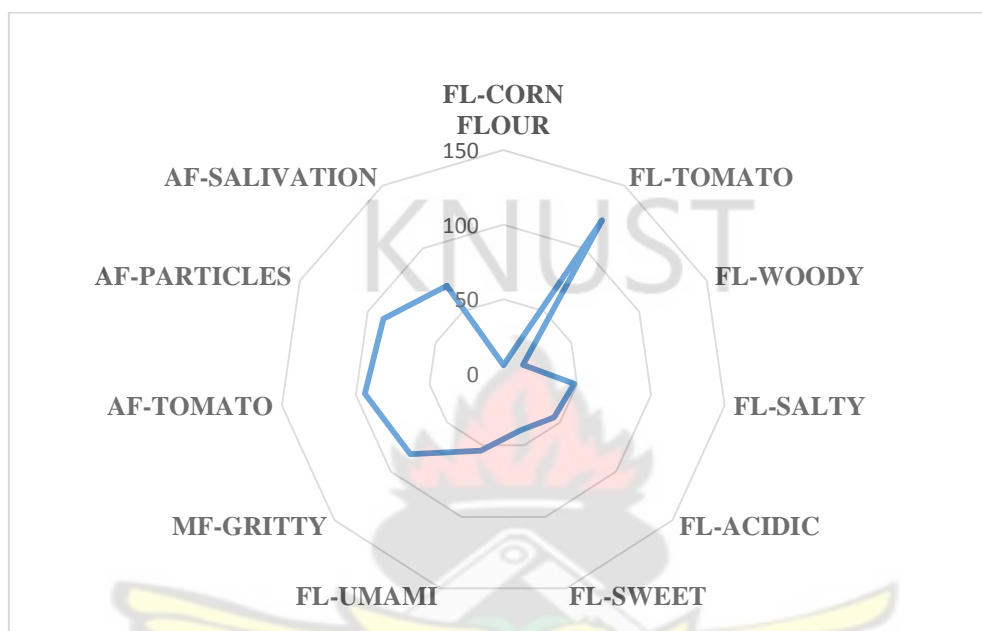 FL-CORN
FLOUR
150
AF-SALIVATION
FL-TOMATO
KNUST
100
AF-PARTICLES
FL-WOODY
50
0
AF-TOMATO
FL-SALTY
MF-GRITTY
FL-ACIDIC
FL-UMAMI
FL-SWEET